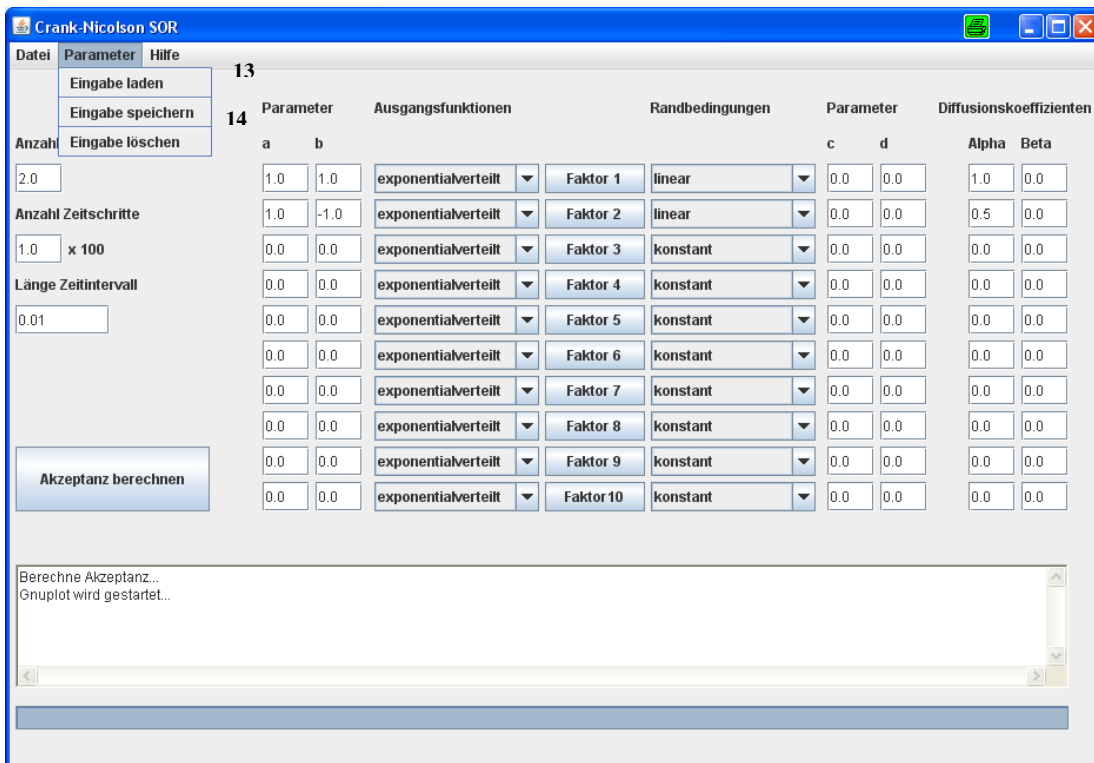 Crank-Nicolson SOR
Datei Parameter Hilfe
Eingabe laden
Eingabe speichern
Eingabe löschen
13
14
Parameter Ausgangsfunktionen Randbedingungen Parameter Diffusionskoeffizienten
Anzahl a b c d Alpha Beta
2.0 1.0 1.0 exponentialverteilt Faktor 1 linear 0.0 0.0 1.0 0.0
Anzahl Zeitschritte 1.0 -1.0 exponentialverteilt Faktor 2 linear 0.0 0.0 0.5 0.0
1.0 x 100 0.0 0.0 exponentialverteilt Faktor 3 konstant 0.0 0.0 0.0 0.0
Länge Zeitintervall 0.0 0.0 exponentialverteilt Faktor 4 konstant 0.0 0.0 0.0 0.0
0.01 0.0 0.0 exponentialverteilt Faktor 5 konstant 0.0 0.0 0.0 0.0
0.0 0.0 exponentialverteilt Faktor 6 konstant 0.0 0.0 0.0 0.0
0.0 0.0 exponentialverteilt Faktor 7 konstant 0.0 0.0 0.0 0.0
0.0 0.0 exponentialverteilt Faktor 8 konstant 0.0 0.0 0.0 0.0
Akzeptanz berechnen 0.0 0.0 exponentialverteilt Faktor 9 konstant 0.0 0.0 0.0 0.0
0.0 0.0 exponentialverteilt Faktor10 konstant 0.0 0.0 0.0 0.0
Berechne Akzeptanz...
Gnuplot wird gestartet...